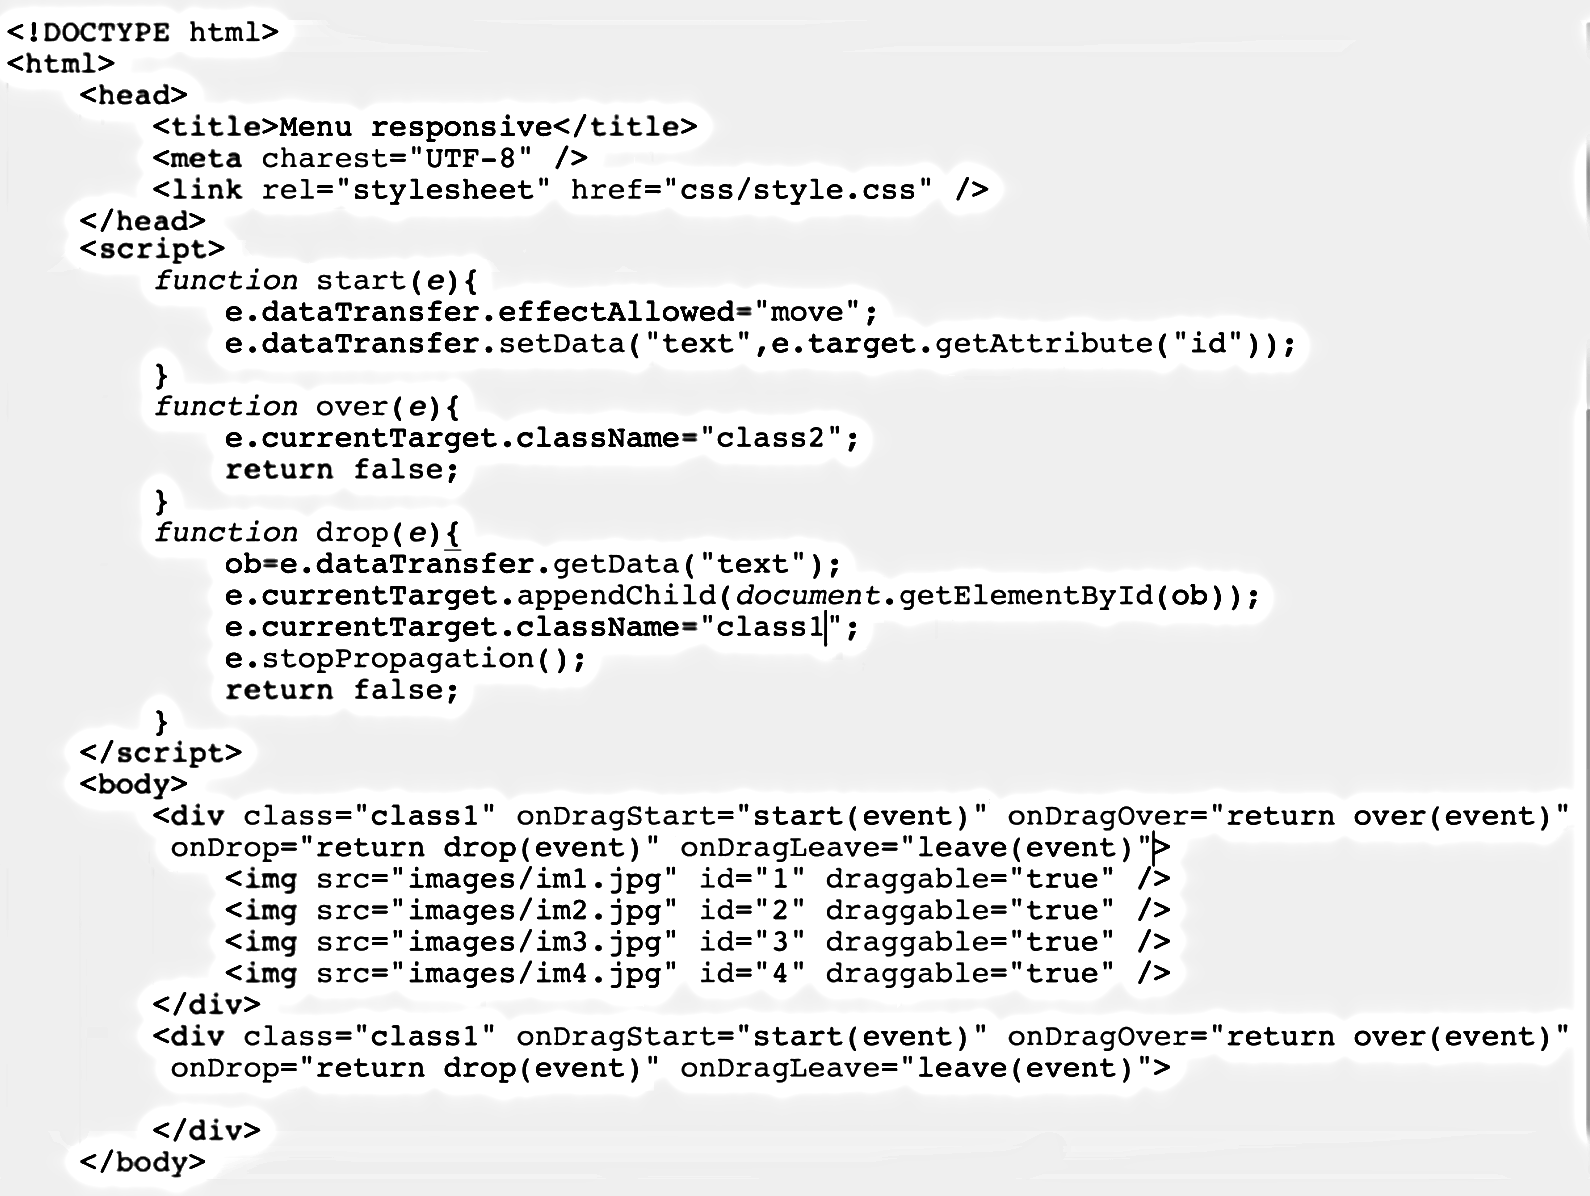 <!DOCTYPE html>
<html>
    <head>
        <title>Menu responsive</title>
        <meta charest="UTF-8" />
        <link rel="stylesheet" href="css/style.css" />
    </head>
    <script>
        function start(e){
            e.dataTransfer.effectAllowed="move";
            e.dataTransfer.setData("text",e.target.getAttribute("id"));
        }
        function over(e){
            e.currentTarget.className="class2";
            return false;
        }
        function drop(e){
            ob=e.dataTransfer.getData("text");
            e.currentTarget.appendChild(document.getElementById(ob));
            e.currentTarget.className="class1";
            e.stopPropagation();
            return false;
        }
    </script>
    <body>
        <div class="class1" onDragStart="start(event)" onDragOver="return over(event)"
         onDrop="return drop(event)" onDragLeave="leave(event)">
            <img src="images/im1.jpg" id="1" draggable="true" />
            <img src="images/im2.jpg" id="2" draggable="true" />
            <img src="images/im3.jpg" id="3" draggable="true" />
            <img src="images/im4.jpg" id="4" draggable="true" />
        </div>
        <div class="class1" onDragStart="start(event)" onDragOver="return over(event)"
         onDrop="return drop(event)" onDragLeave="leave(event)">
        </div>
    </body>